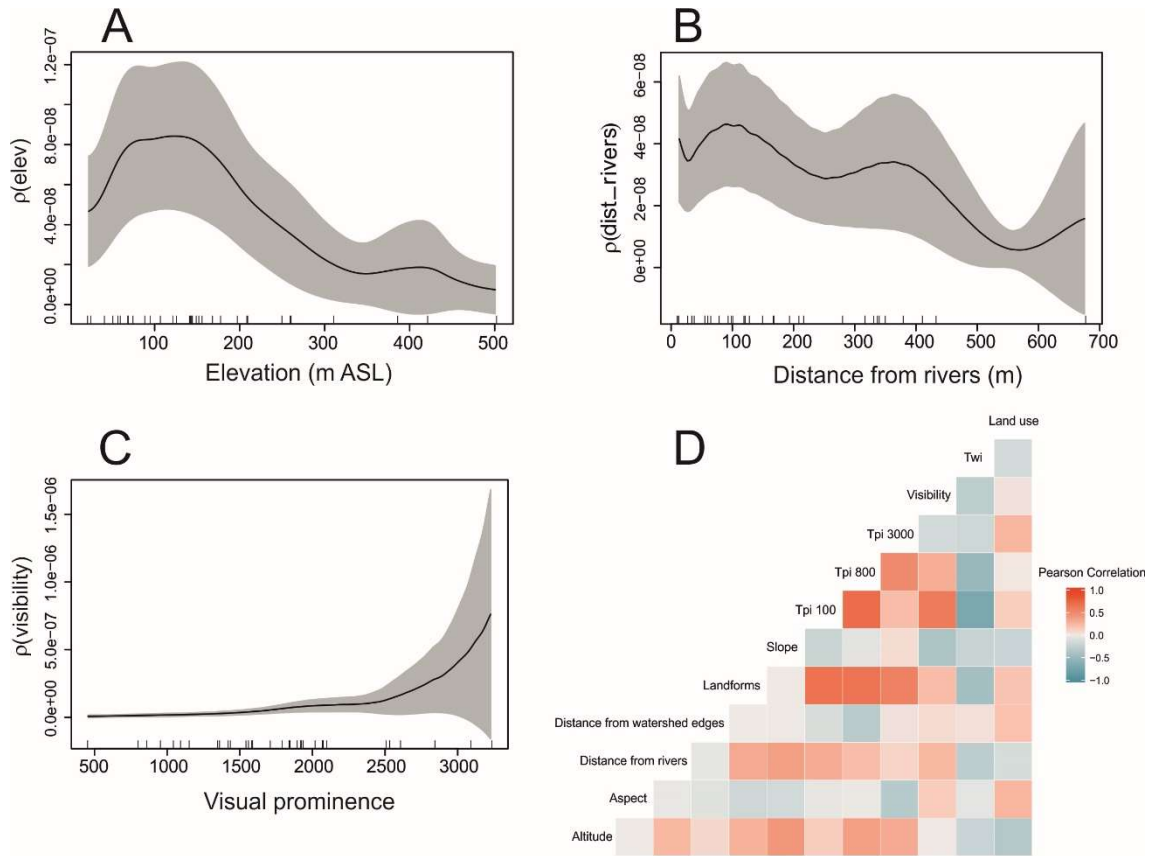 A
1.2e−07
8.0e−08
4.0e−08
0.0e+00
ρ(elev)
100
200
300
400
500
Elevation (m ASL)
B
6e−08
4e−08
2e−08
0e+00
ρ(dist_rivers)
0
100
200
300
400
500
600
700
Distance from rivers (m)
C
1.5e−06
1.0e−06
5.0e−07
0.0e+00
ρ(visibility)
500
1000
1500
2000
2500
3000
Visual prominence
D
Land use
Twi
Visibility
Tpi 3000
Tpi 800
Tpi 100
Slope
Landforms
Distance from watershed edges
Distance from rivers
Aspect
Altitude
Pearson Correlation
1.0
0.5
0.0
−0.5
−1.0